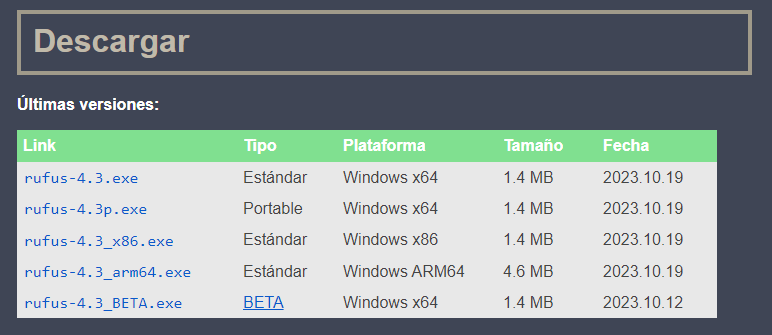 Descargar
Últimas versiones:
Link Tipo Plataforma Tamaño Fecha
rufus-4.3.exe Estándar Windows x64 1.4 MB 2023.10.19
rufus-4.3p.exe Portable Windows x64 1.4 MB 2023.10.19
rufus-4.3_x86.exe Estándar Windows x86 1.4 MB 2023.10.19
rufus-4.3_arm64.exe Estándar Windows ARM64 4.6 MB 2023.10.19
rufus-4.3_BETA.exe BETA Windows x64 1.4 MB 2023.10.12